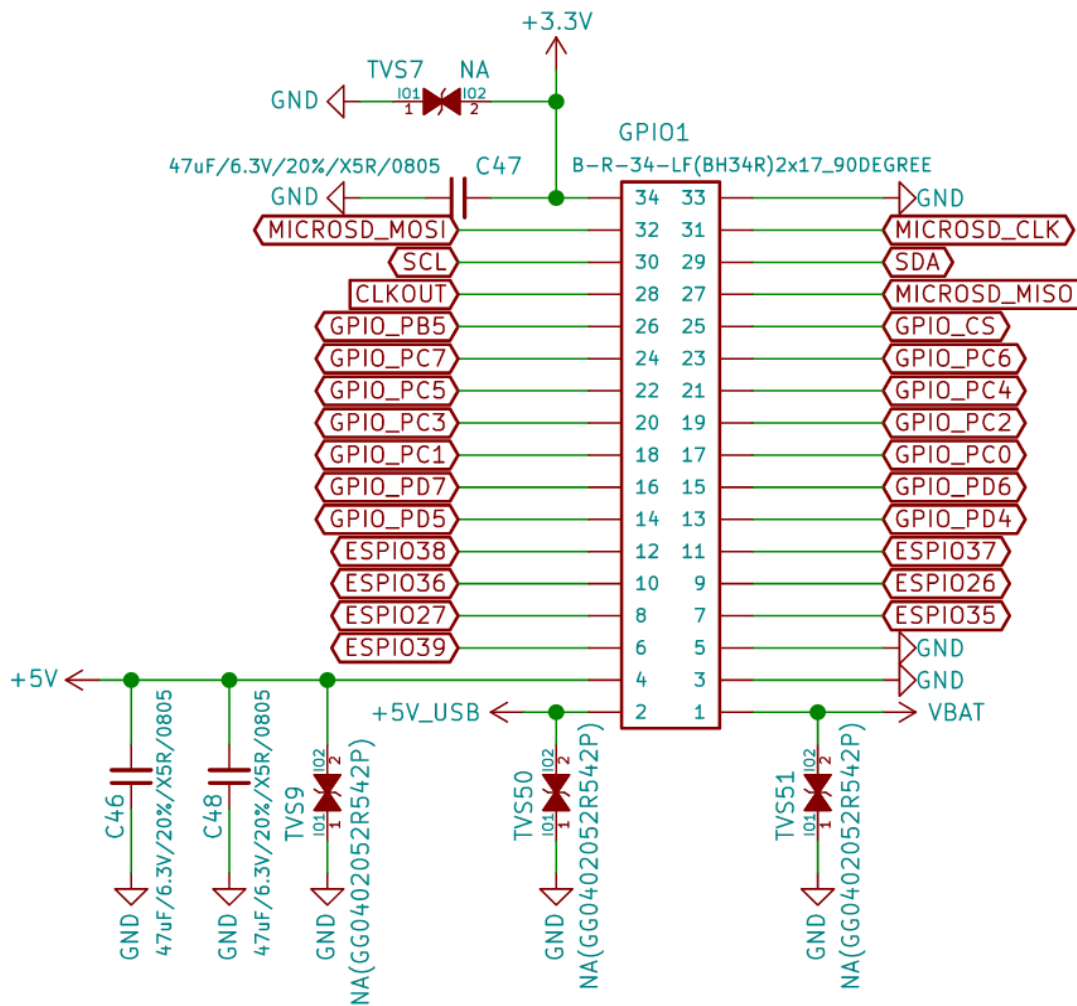 +3.3V
TVS7 NA
GND IO1 IO2
1 2
GPIO1
47uF/6.3V/20%/X5R/0805 C47 B-R-34-LF(BH34R)2x17_90DEGREE
GND 34 33 GND
MICROSD_MOSI 32 31 MICROSD_CLK
SCL 30 29 SDA
CLKOUT 28 27 MICROSD_MISO
GPIO_PB5 26 25 GPIO_CS
GPIO_PC7 24 23 GPIO_PC6
GPIO_PC5 22 21 GPIO_PC4
GPIO_PC3 20 19 GPIO_PC2
GPIO_PC1 18 17 GPIO_PC0
GPIO_PD7 16 15 GPIO_PD6
GPIO_PD5 14 13 GPIO_PD4
ESPIO38 12 11 ESPIO37
ESPIO36 10 9 ESPIO26
ESPIO27 8 7 ESPIO35
ESPIO39 6 5 GND
+5V 4 3 GND
+5V_USB 2 1 VBAT
C46
47uF/6.3V/20%/X5R/0805
GND
C48
47uF/6.3V/20%/X5R/0805
GND
TVS9
IO1 IO2
1 2
NA(GG0402052R542P)
GND
TVS50
IO1 IO2
1 2
NA(GG0402052R542P)
GND
TVS51
IO1 IO2
1 2
NA(GG0402052R542P)
GND